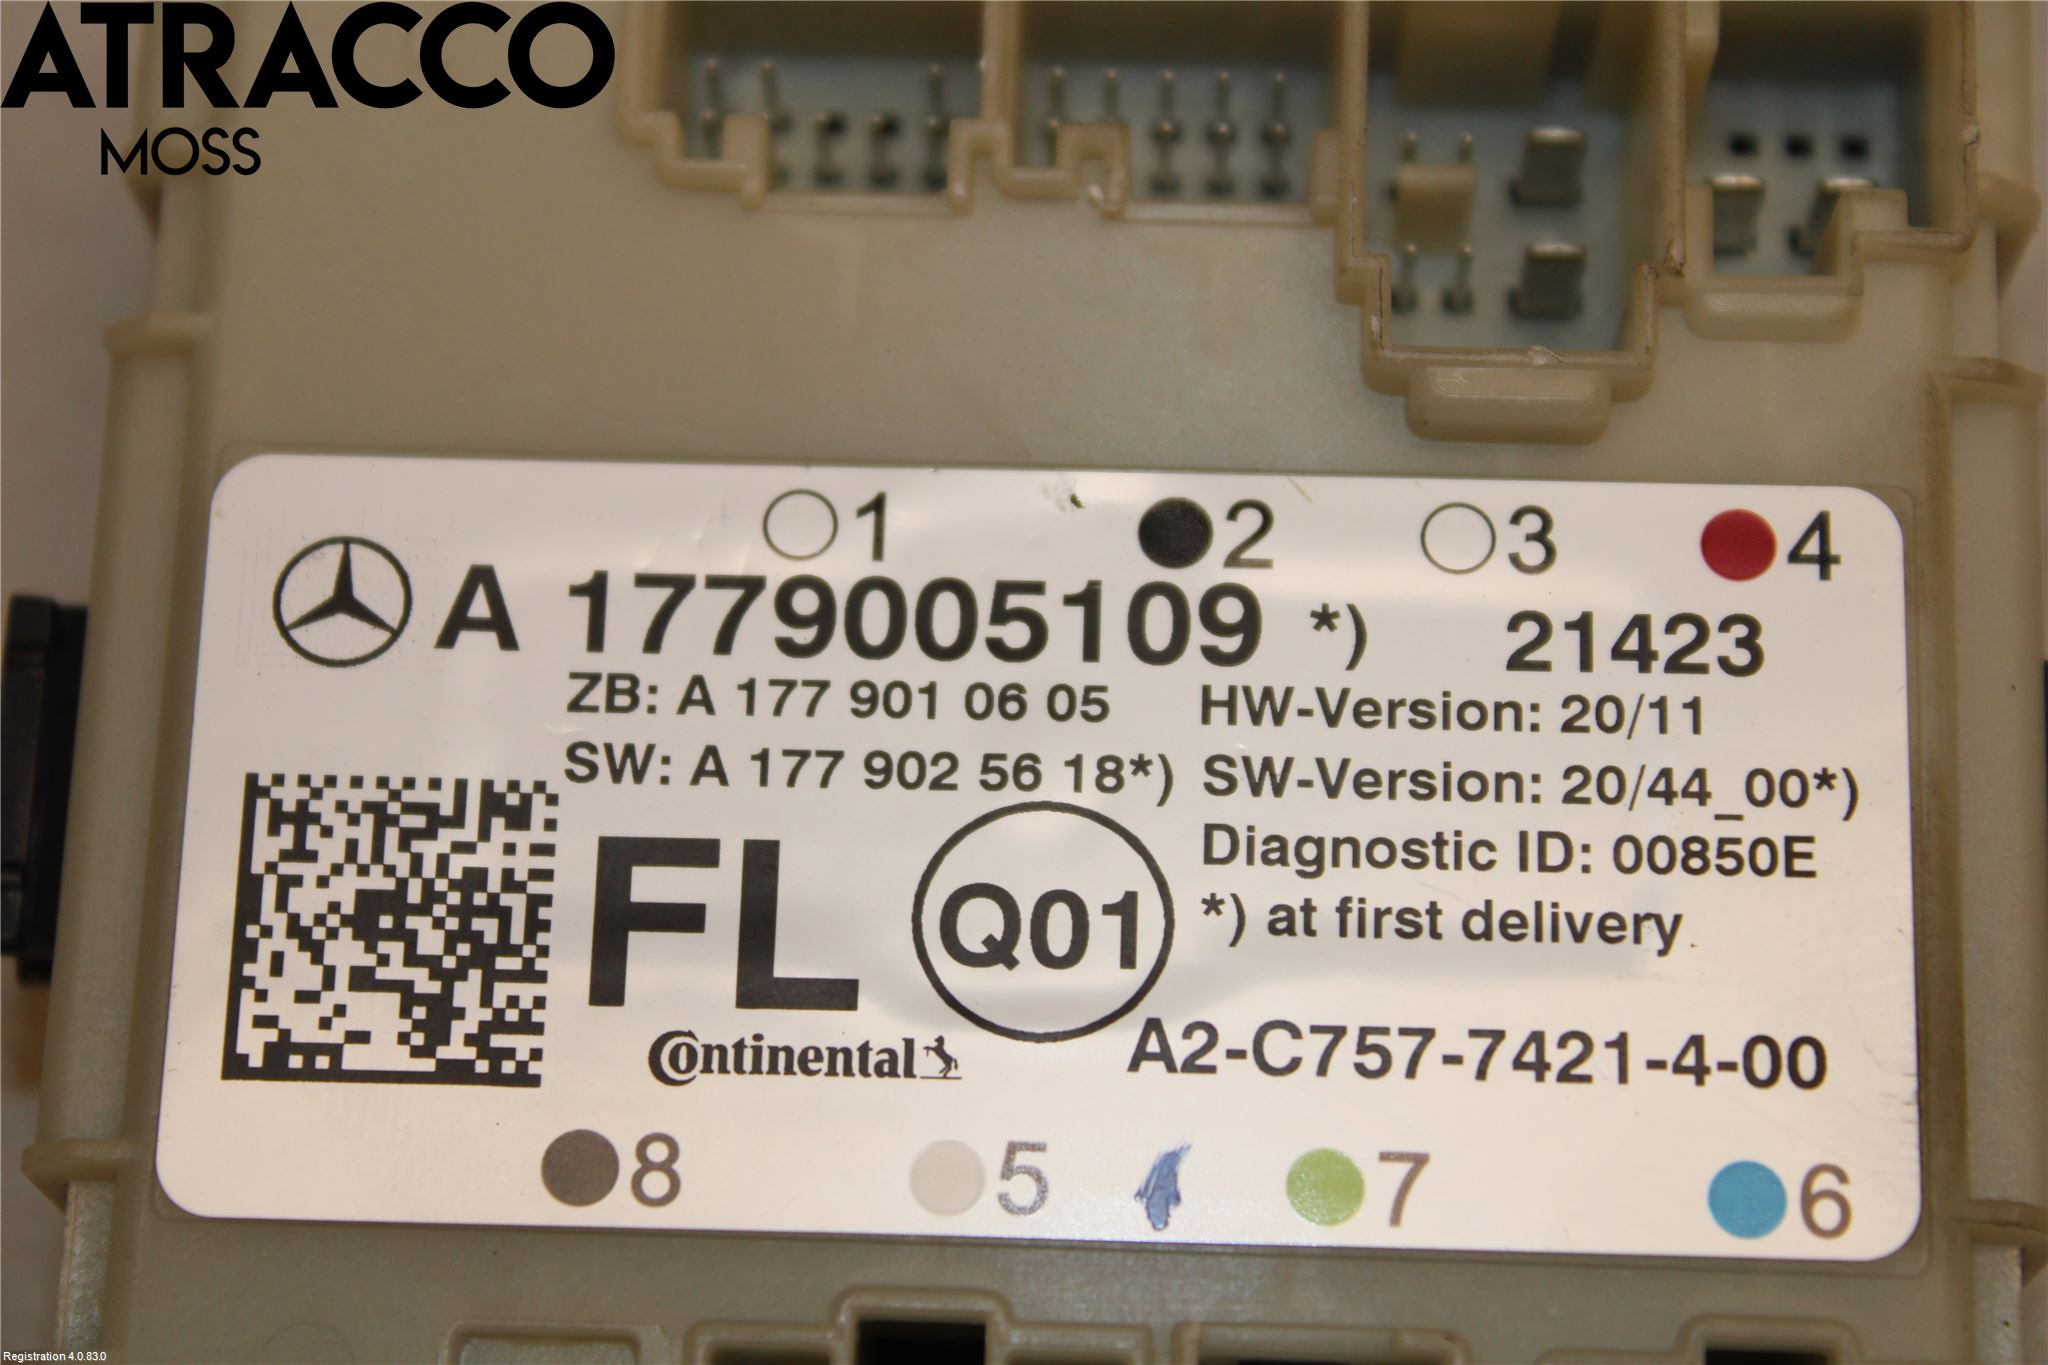 ATRACCO
MOSS
1 2 3 4
A 1779005109 *) 21423
ZB: A 177 901 06 05 HW-Version: 20/11
SW: A 177 902 56 18*) SW-Version: 20/44_00*)
FL Q01 Diagnostic ID: 00850E
*) at first delivery
Continental A2-C757-7421-4-00
8 5 7 6
Registration 4.0.83.0